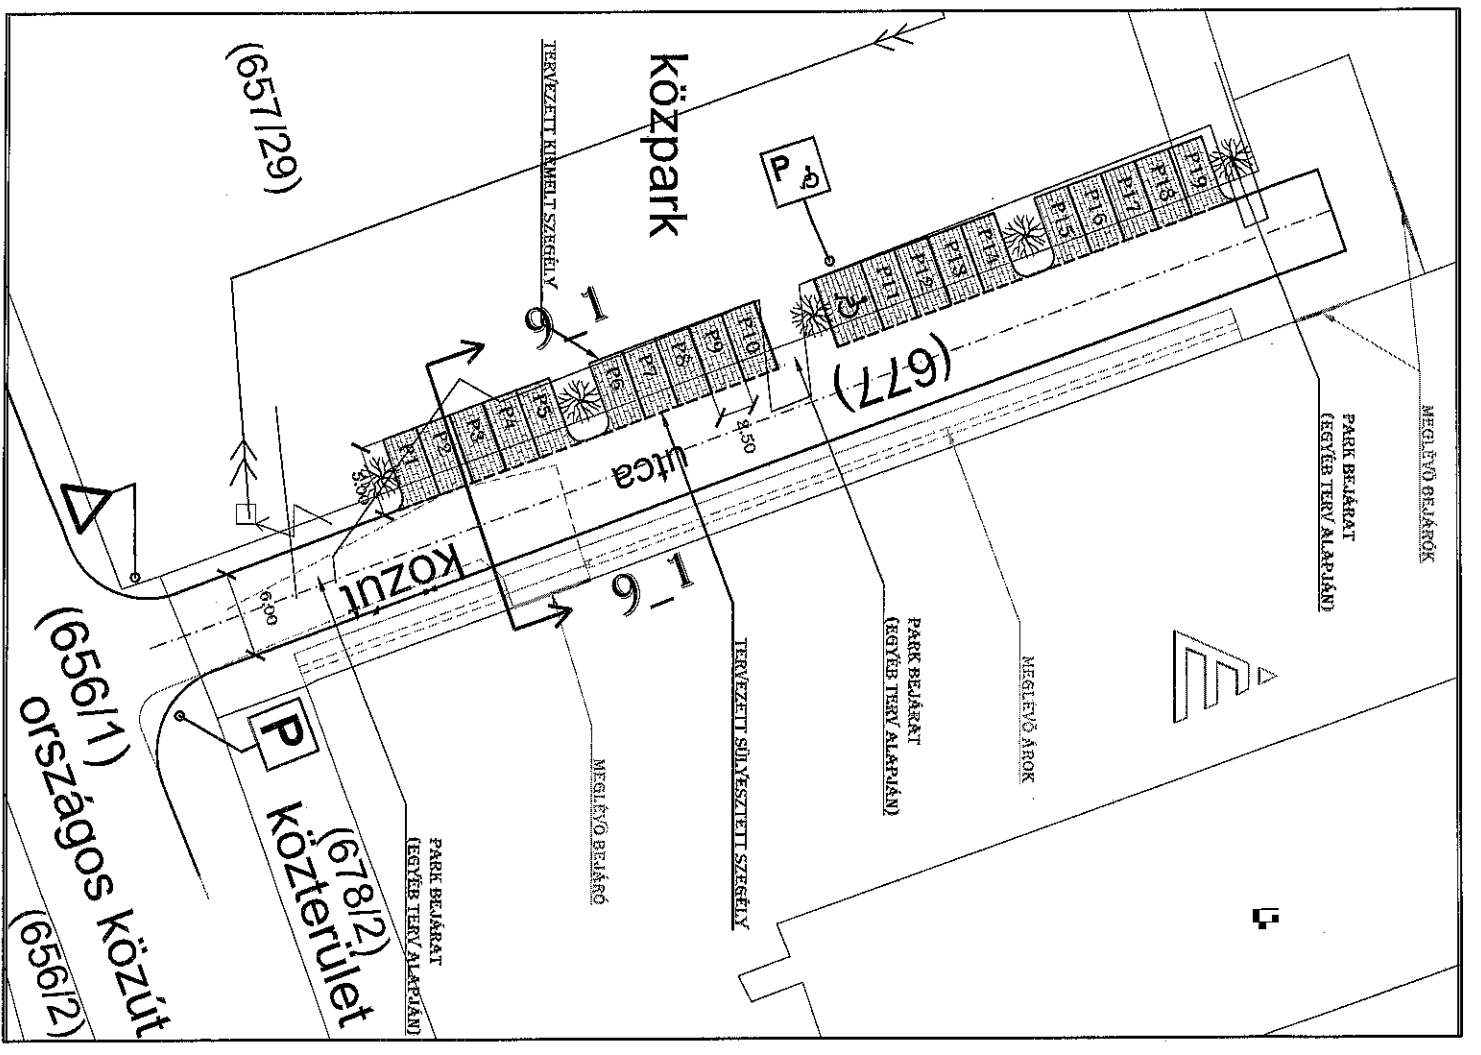 (657/29)
TERVEZETT KIEMELT SZEGÉLY
közpark
P
P1
P2
P3
P4
P5
P6
P7
P8
P9
P10
P11
P12
P13
P14
P15
P16
P17
P18
P19
9_1
9_1
(677)
utca
közút
2.50
5.00
6.00
MEGLÉVŐ BEJÁRÓK
PARK BEJÁRAT
(EGYÉB TERV ALAPJÁN)
MEGLÉVŐ ÁROK
PARK BEJÁRAT
(EGYÉB TERV ALAPJÁN)
TERVEZETT SÜLYESZTETT SZEGÉLY
MEGLÉVŐ BEJÁRÓ
PARK BEJÁRAT
(EGYÉB TERV ALAPJÁN)
P
(678/2)
közterület
(656/1)
országos közút
(656/2)